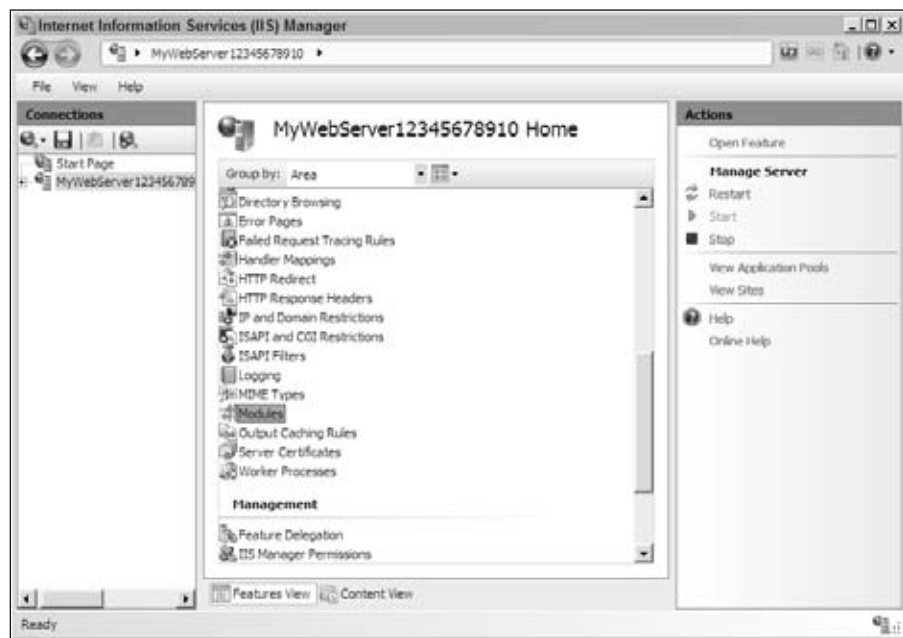 Internet Information Services (IIS) Manager
MyWebServer12345678910
File View Help
Connections
Start Page
MyWebServer123456789
MyWebServer12345678910 Home
Group by: Area
Directory Browsing
Error Pages
Failed Request Tracing Rules
Handler Mappings
HTTP Redirect
HTTP Response Headers
IP and Domain Restrictions
ISAPI and CGI Restrictions
ISAPI Filters
Logging
MIME Types
Modules
Output Caching Rules
Server Certificates
Worker Processes
Management
Feature Delegation
IIS Manager Permissions
Features View Content View
Actions
Open Feature
Manage Server
Restart
Start
Stop
View Application Pools
View Sites
Help
Online Help
Ready